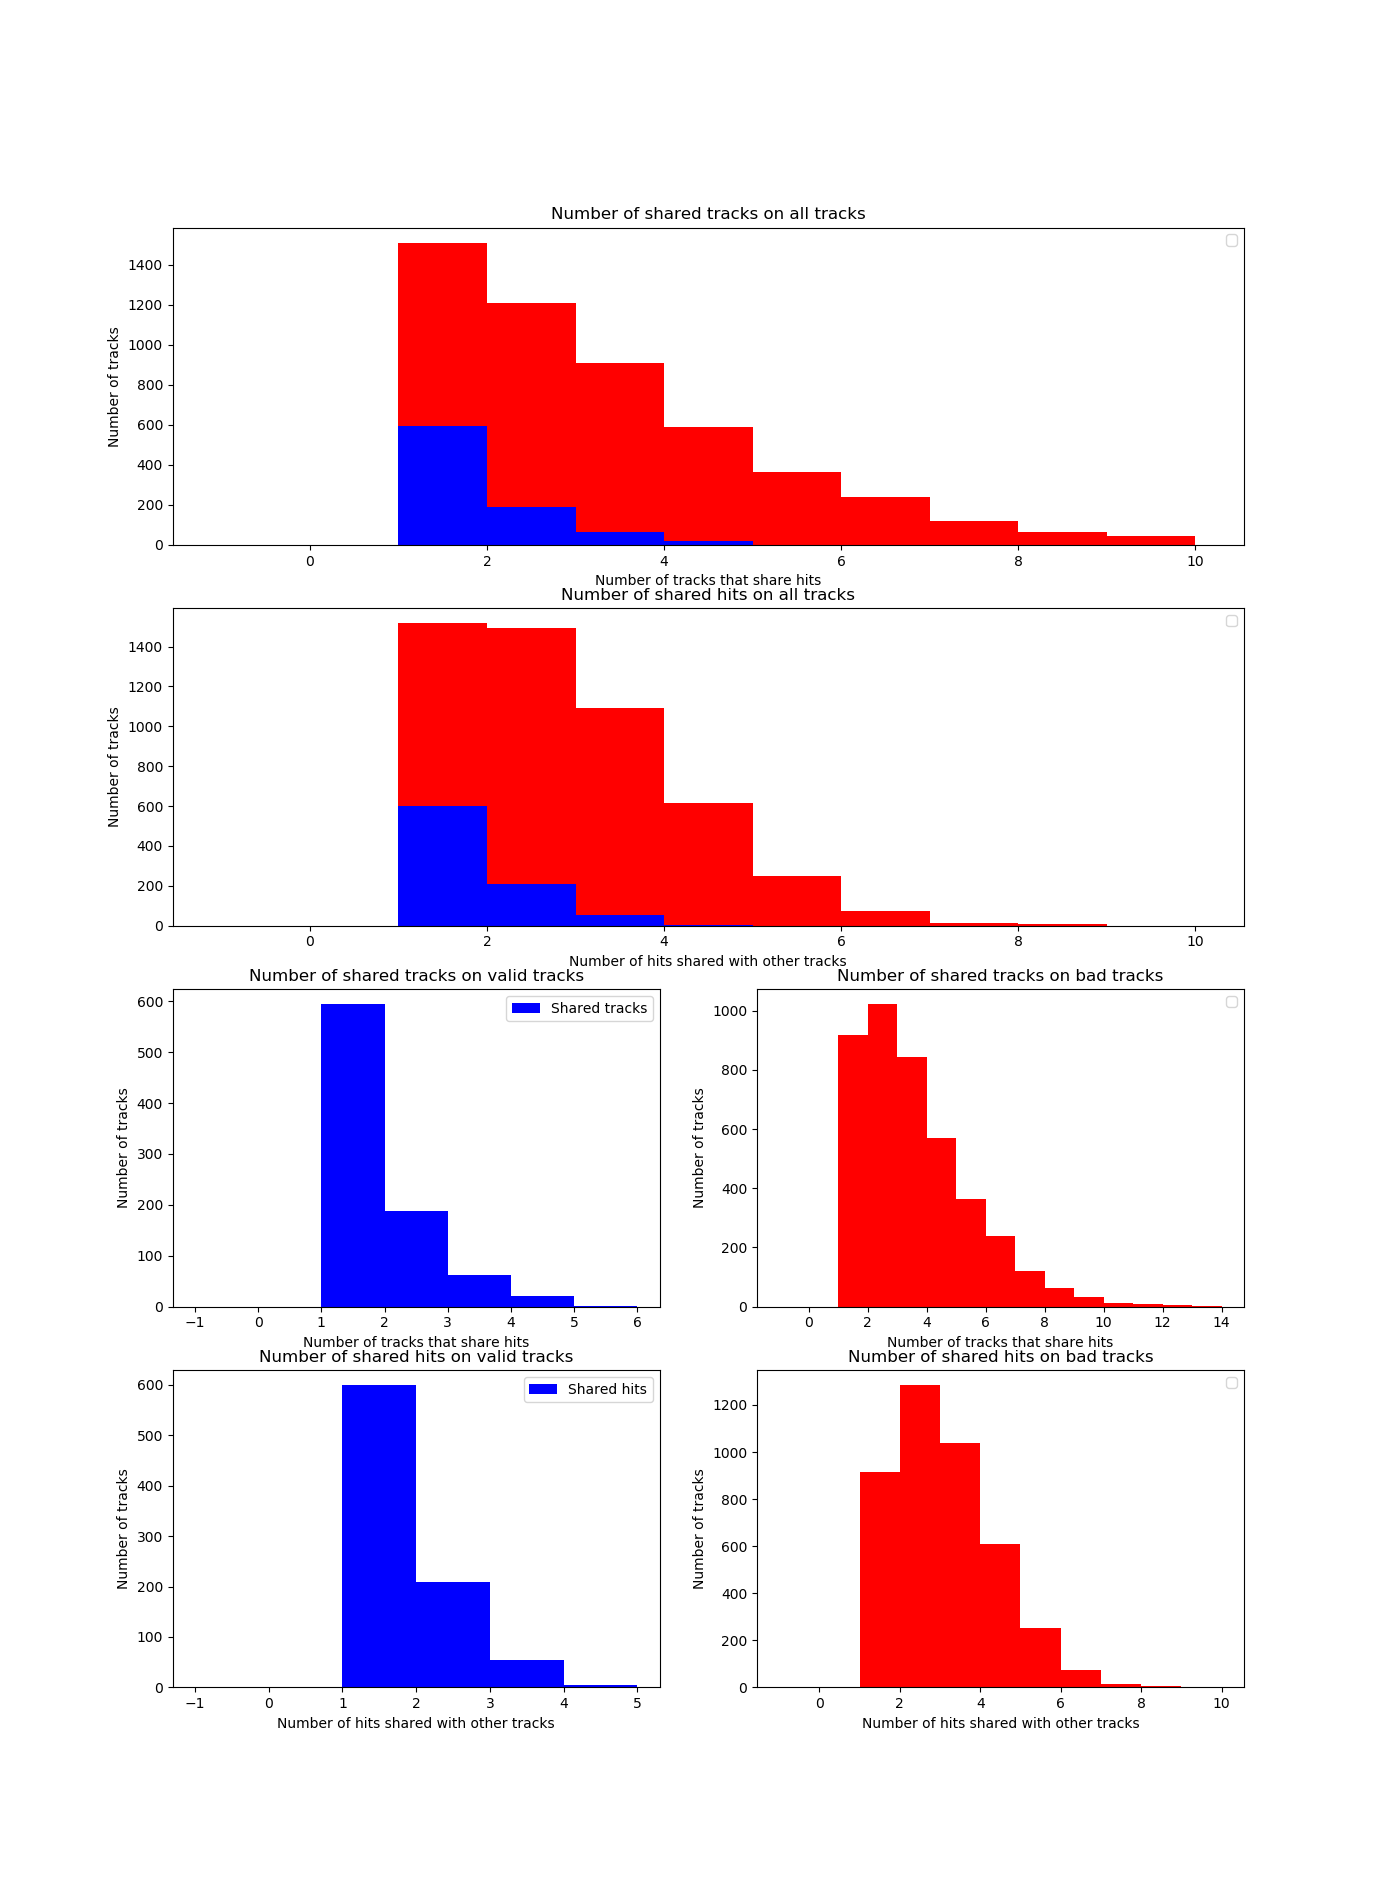 Number of shared tracks on all tracks
Number of tracks
1400
1200
1000
800
600
400
200
0
0 2 4 6 8 10
Number of tracks that share hits
Number of shared hits on all tracks
Number of tracks
1400
1200
1000
800
600
400
200
0
0 2 4 6 8 10
Number of hits shared with other tracks
Number of shared tracks on valid tracks
Shared tracks
Number of tracks
600
500
400
300
200
100
0
−1 0 1 2 3 4 5 6
Number of tracks that share hits
Number of shared tracks on bad tracks
Number of tracks
1000
800
600
400
200
0
0 2 4 6 8 10 12 14
Number of tracks that share hits
Number of shared hits on valid tracks
Shared hits
Number of tracks
600
500
400
300
200
100
0
−1 0 1 2 3 4 5
Number of hits shared with other tracks
Number of shared hits on bad tracks
Number of tracks
1200
1000
800
600
400
200
0
0 2 4 6 8 10
Number of hits shared with other tracks